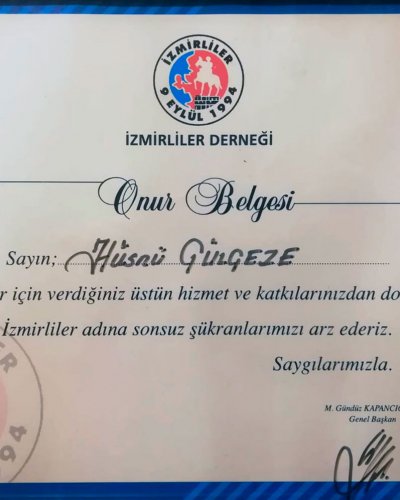 İZMİRLİLER
9 EYLÜL 1994
İZMİRLİLER DERNEĞİ
Onur Belgesi
Sayın; Hüsnü GÜLGEZE
r için verdiğiniz üstün hizmet ve katkılarınızdan do
İzmirliler adına sonsuz şükranlarımızı arz ederiz.
Saygılarımızla.
M. Gündüz KAPANCIO
Genel Başkan